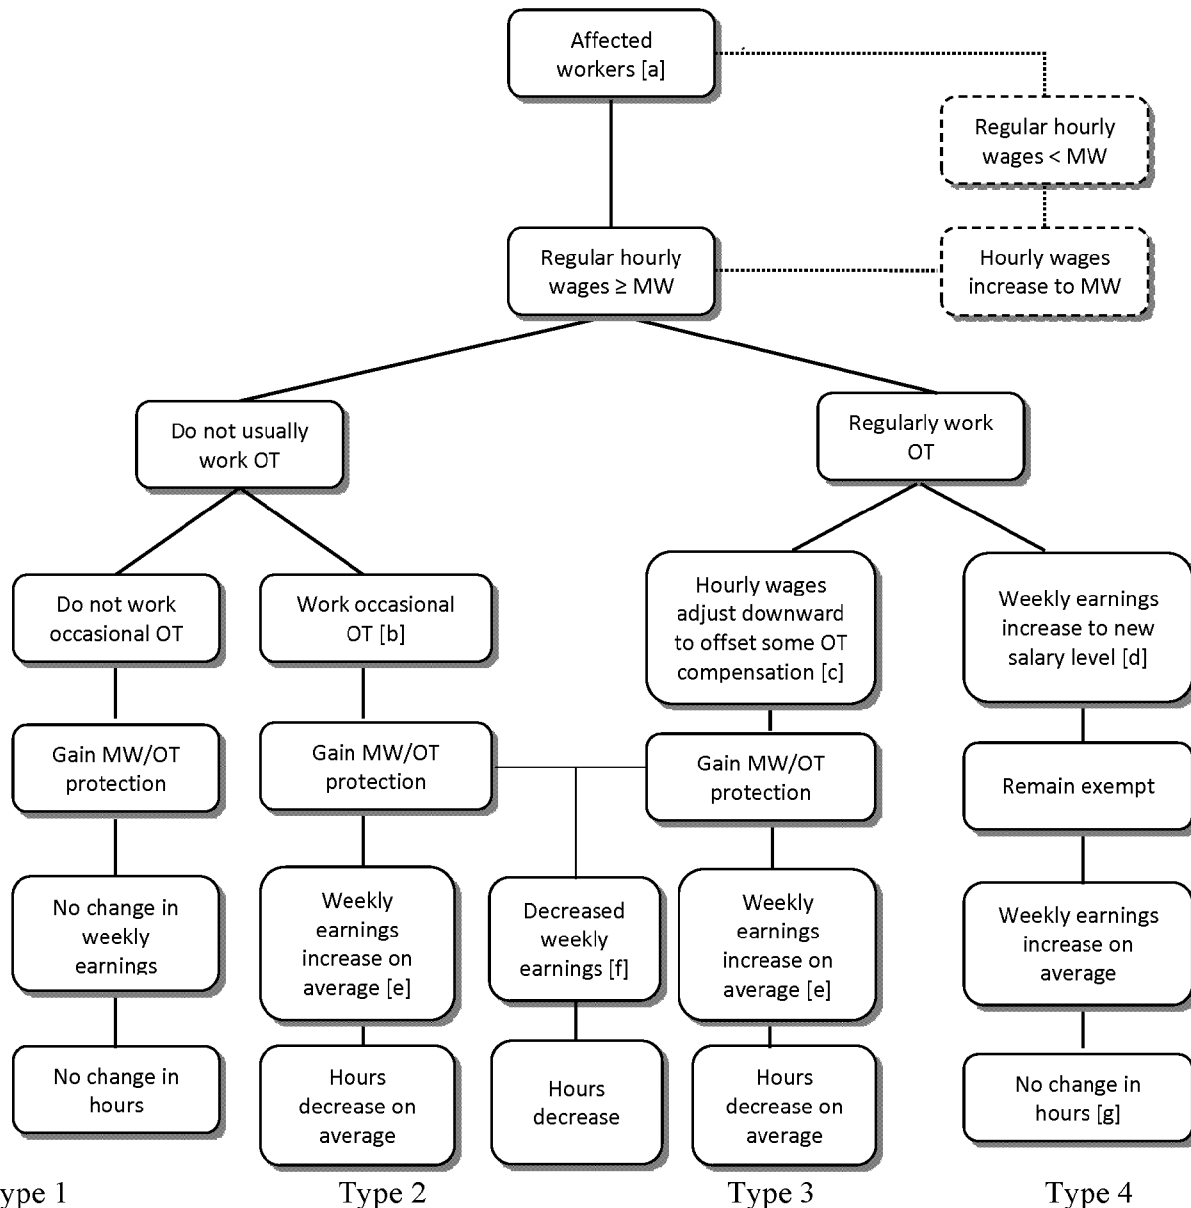 Affected
workers [a]
Regular hourly
wages < MW
Regular hourly
wages ≥ MW
Hourly wages
increase to MW
Do not usually
work OT
Regularly work
OT
Do not work
occasional OT
Work occasional
OT [b]
Hourly wages
adjust downward
to offset some OT
compensation [c]
Weekly earnings
increase to new
salary level [d]
Gain MW/OT
protection
Gain MW/OT
protection
Gain MW/OT
protection
Remain exempt
No change in
weekly
earnings
Weekly
earnings
increase on
average [e]
Decreased
weekly
earnings [f]
Weekly
earnings
increase on
average [e]
Weekly earnings
increase on
average
No change in
hours
Hours
decrease on
average
Hours
decrease
Hours
decrease on
average
No change in
hours [g]
ype 1
Type 2
Type 3
Type 4